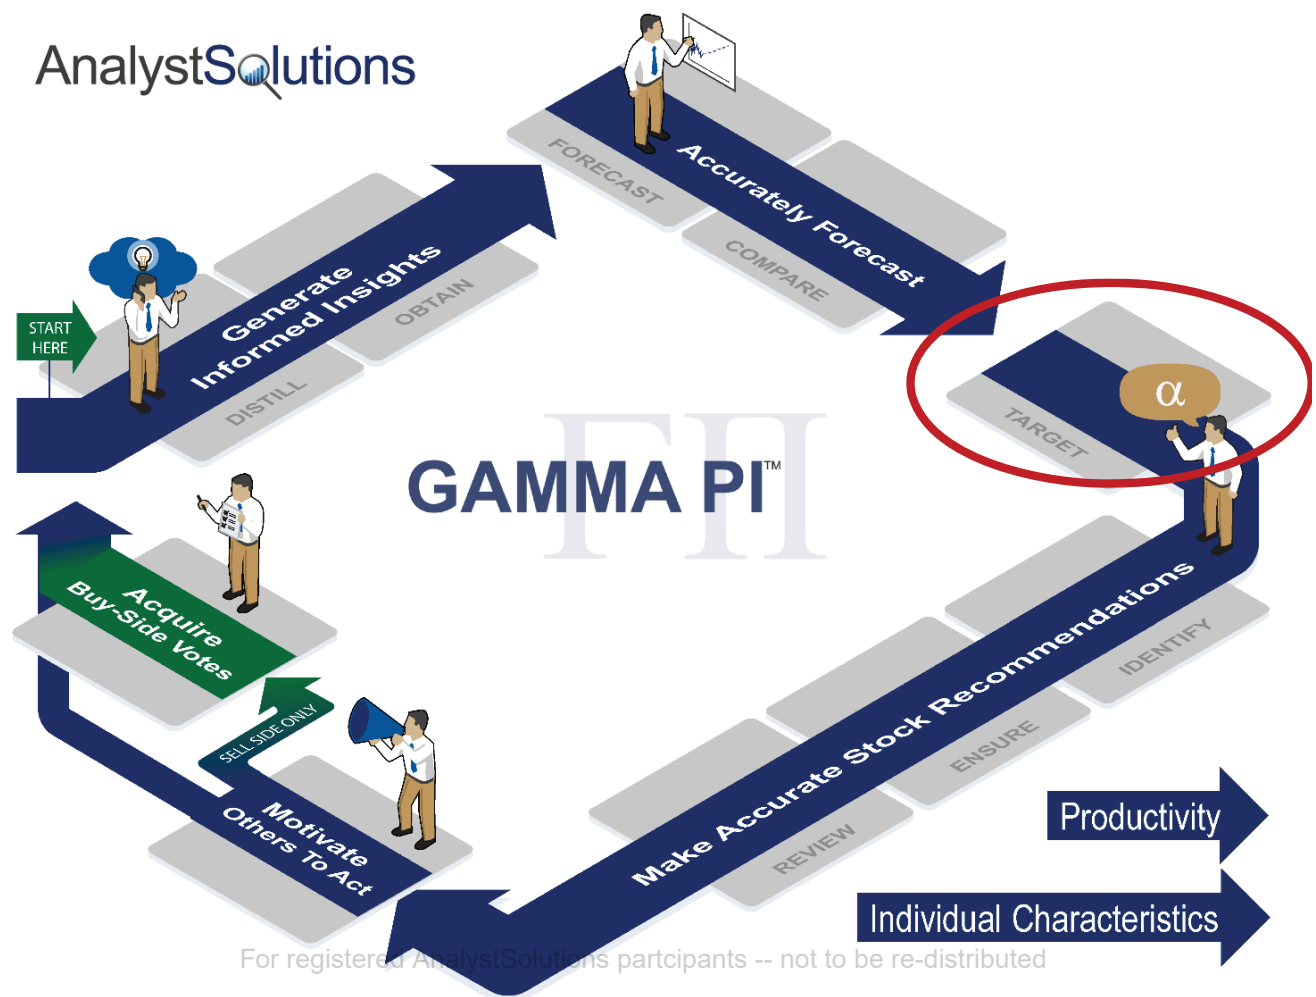 AnalystSolutions
FORECAST
Accurately Forecast
COMPARE
START
HERE
Generate
Informed Insights
OBTAIN
DISTILL
TARGET
α
ΓΠ
GAMMA PI™
Acquire
Buy-Side Votes
SELL SIDE ONLY
Motivate
Others To Act
Make Accurate Stock Recommendations
IDENTIFY
ENSURE
REVIEW
Productivity
Individual Characteristics
For registered AnalystSolutions partcipants -- not to be re-distributed